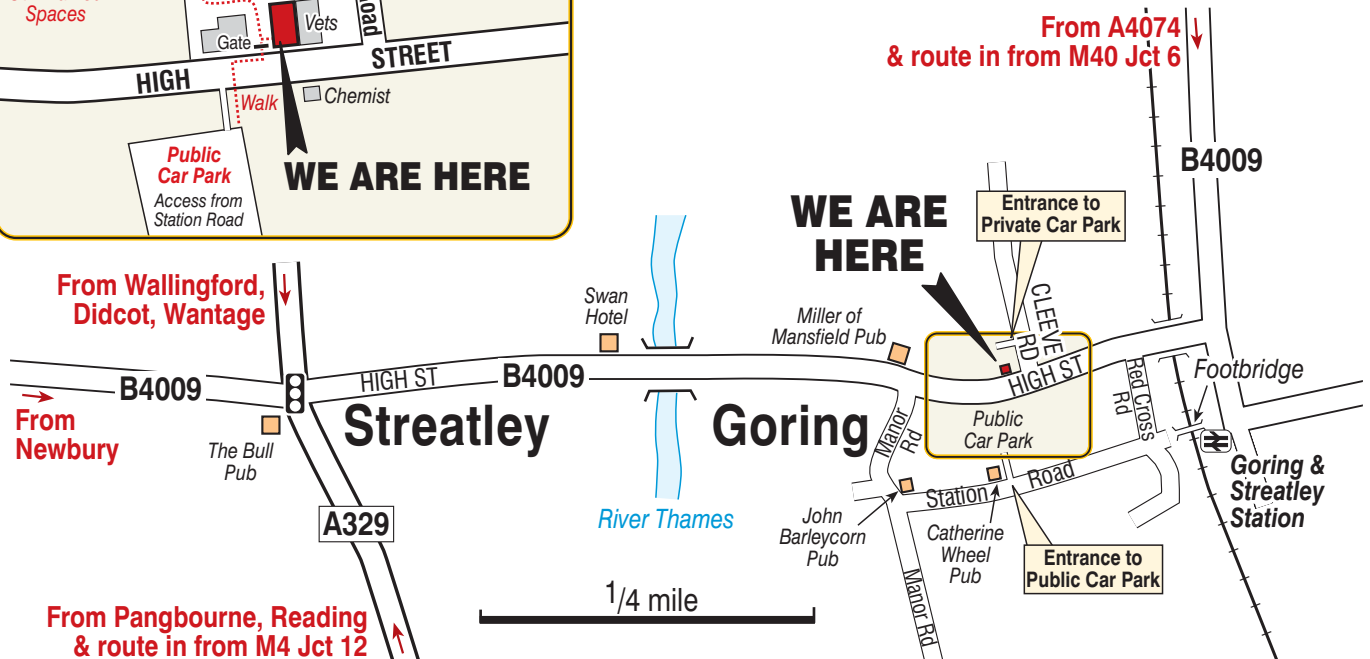 Spaces
Gate
Vets
Road
HIGH
STREET
Walk
Chemist
Public
Car Park
Access from
Station Road
WE ARE HERE
From A4074
& route in from M40 Jct 6
B4009
WE ARE
HERE
Entrance to
Private Car Park
From Wallingford,
Didcot, Wantage
Swan
Hotel
Miller of
Mansfield Pub
CLEEVE
RD
B4009
HIGH ST
B4009
HIGH ST
From
Newbury
The Bull
Pub
Streatley
Goring
Manor
Rd
Public
Car Park
Red Cross
Rd
Footbridge
Station
Road
Goring &
Streatley
Station
River Thames
A329
John
Barleycorn
Pub
Catherine
Wheel
Pub
Entrance to
Public Car Park
Manor Rd
1/4 mile
From Pangbourne, Reading
& route in from M4 Jct 12